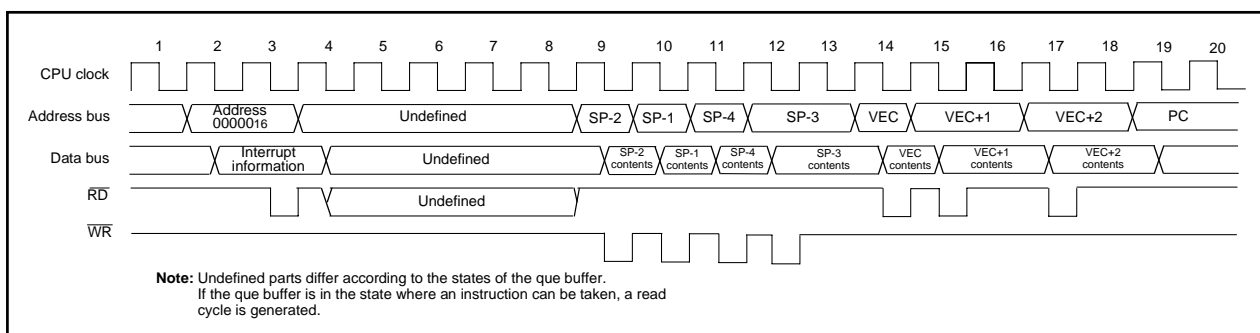 1 2 3 4 5 6 7 8 9 10 11 12 13 14 15 16 17 18 19 20
CPU clock
Address bus
Address
0000016
Undefined
SP-2
SP-1
SP-4
SP-3
VEC
VEC+1
VEC+2
PC
Data bus
Interrupt
information
Undefined
SP-2
contents
SP-1
contents
SP-4
contents
SP-3
contents
VEC
contents
VEC+1
contents
VEC+2
contents
RD
Undefined
WR
Note: Undefined parts differ according to the states of the que buffer.
If the que buffer is in the state where an instruction can be taken, a read
cycle is generated.